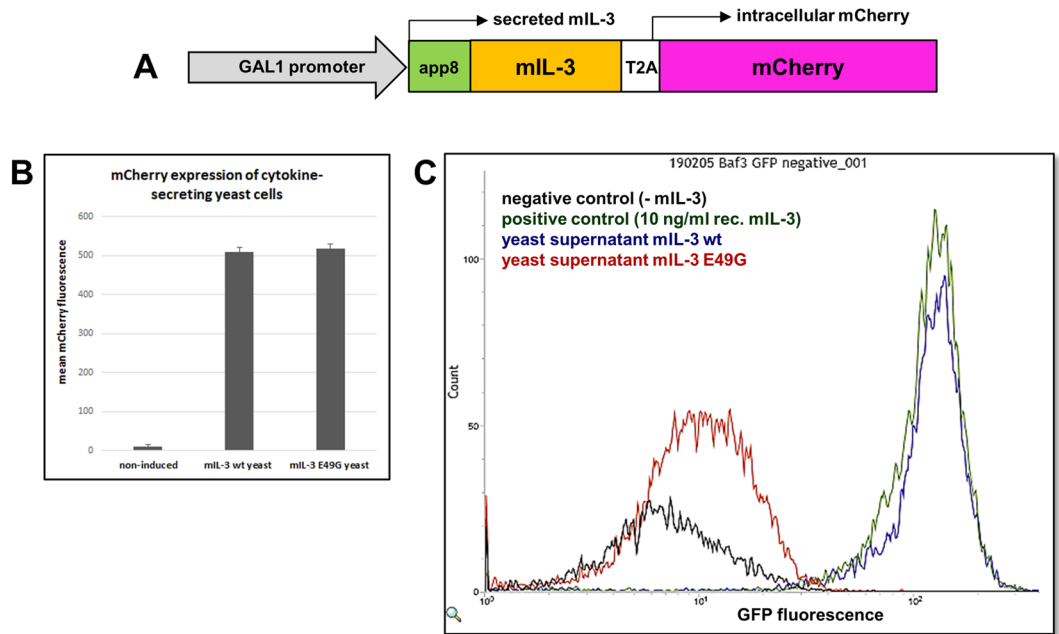 A
secreted mIL-3
intracellular mCherry
GAL1 promoter
app8
mIL-3
T2A
mCherry
B
mCherry expression of cytokine-
secreting yeast cells
mean mCherry fluorescence
600
500
400
300
200
100
0
non-induced
mIL-3 wt yeast
mIL-3 E49G yeast
C
190205 Baf3 GFP negative_001
negative control (- mIL-3)
positive control (10 ng/ml rec. mIL-3)
yeast supernatant mIL-3 wt
yeast supernatant mIL-3 E49G
Count
100
50
0
10⁰
10¹
10²
GFP fluorescence